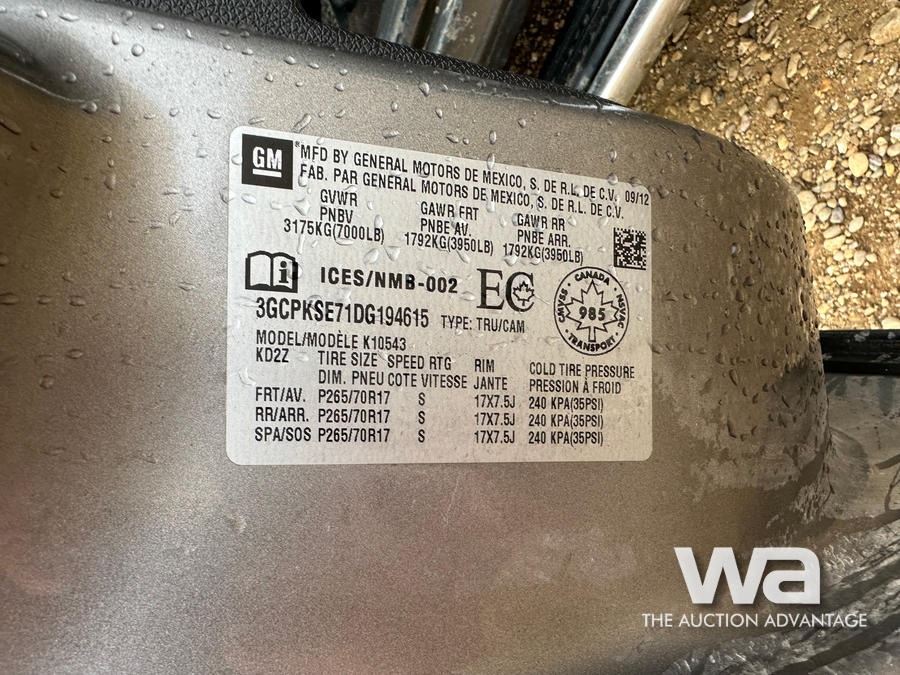 GM
*MFD BY GENERAL MOTORS DE MEXICO, S. DE R.L. DE C.V. 09/12
FAB. PAR GENERAL MOTORS DE MEXICO, S. DE R.L. DE C.V.
GVWR GAWR FRT GAWR RR
PNBV PNBE AV. PNBE ARR.
3175KG(7000LB) 1792KG(3950LB) 1792KG(3950LB)
i ICES/NMB-002 EC
CANADA
985
TRANSPORT
SVMAC NSVAC
3GCPKSE71DG194615 TYPE: TRU/CAM
MODEL/MODÈLE K10543
KD2Z TIRE SIZE SPEED RTG RIM COLD TIRE PRESSURE
DIM. PNEU COTE VITESSE JANTE PRESSION À FROID
FRT/AV. P265/70R17 S 17X7.5J 240 KPA(35PSI)
RR/ARR. P265/70R17 S 17X7.5J 240 KPA(35PSI)
SPA/SOS P265/70R17 S 17X7.5J 240 KPA(35PSI)
wa
THE AUCTION ADVANTAGE